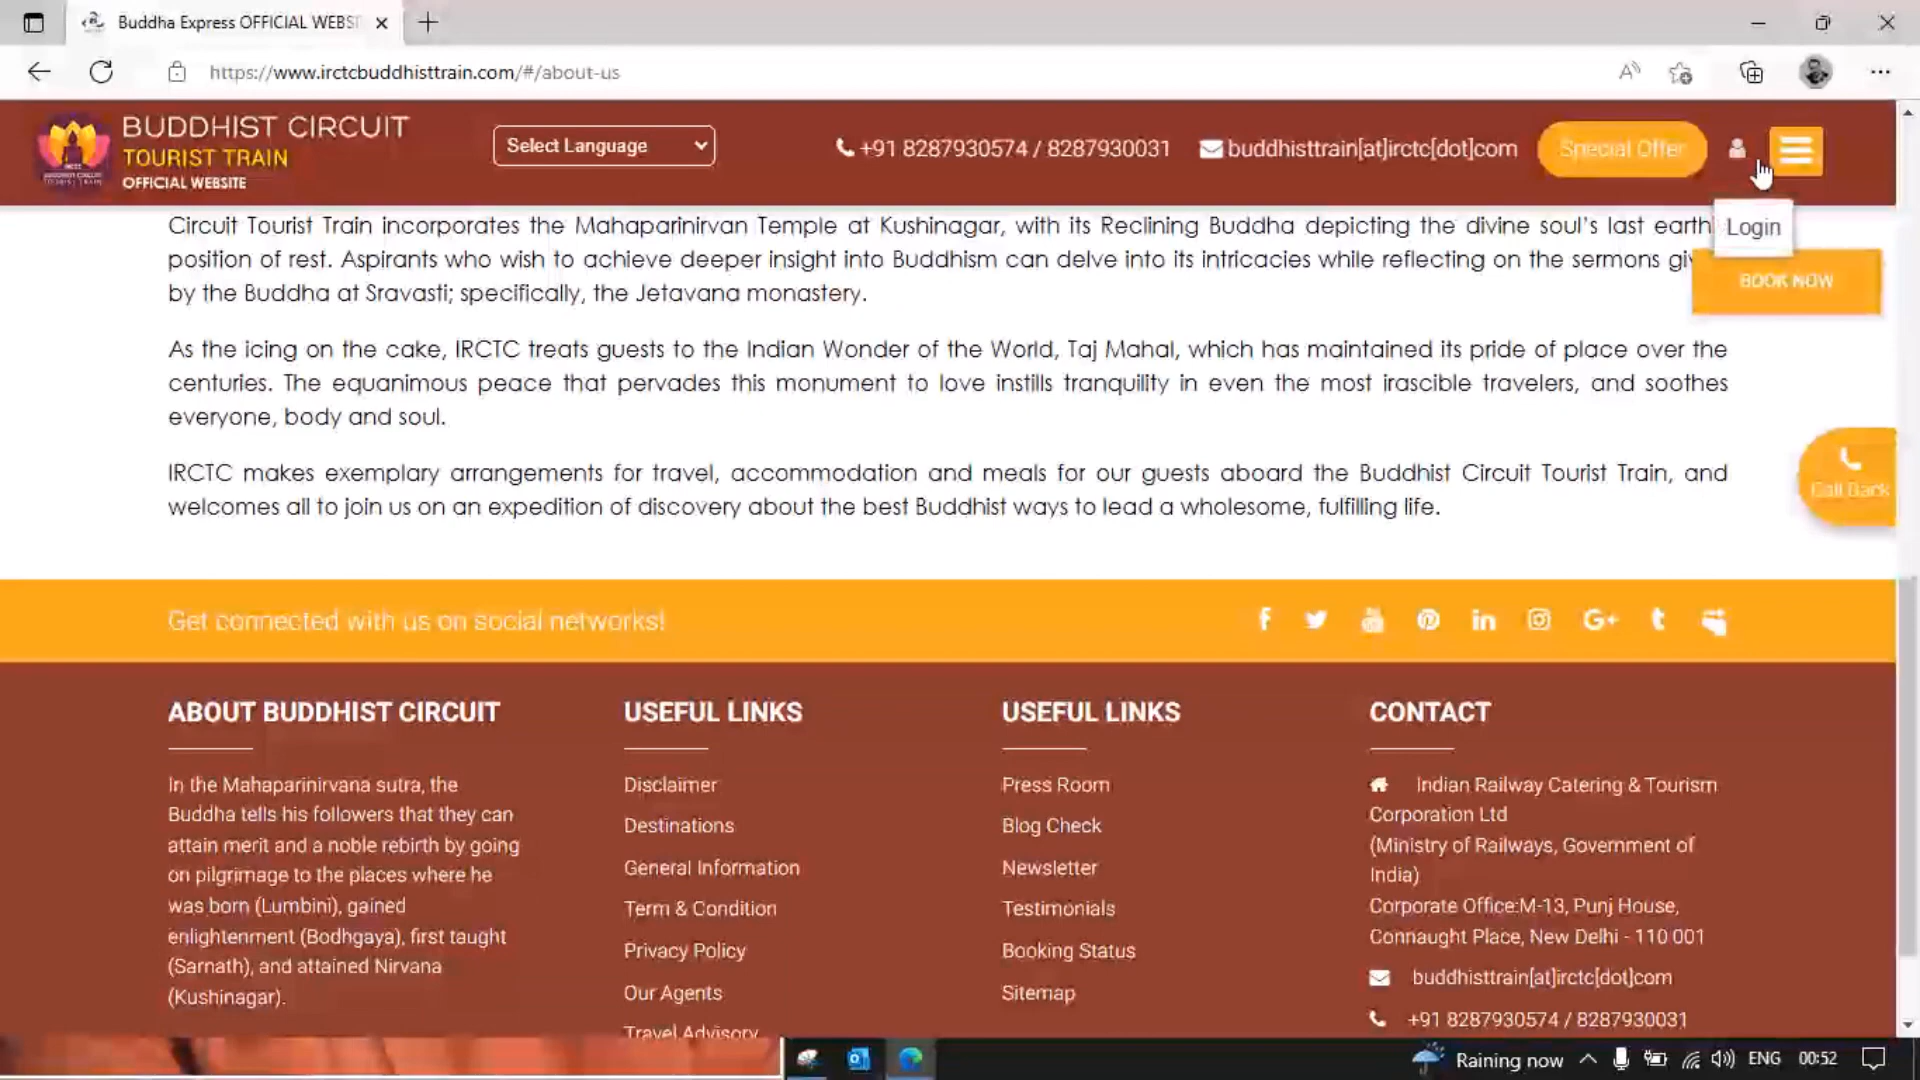 Buddha Express OFFICIAL WEBSI
https://www.irctcbuddhisttrain.com/#/about-us
BUDDHIST CIRCUIT
TOURIST TRAIN
OFFICIAL WEBSITE
Select Language
+91 8287930574 / 8287930031
buddhisttrain[at]irctc[dot]com
Special Offer
Login
BOOK NOW
Circuit Tourist Train incorporates the Mahaparinirvan Temple at Kushinagar, with its Reclining Buddha depicting the divine soul's last earth
position of rest. Aspirants who wish to achieve deeper insight into Buddhism can delve into its intricacies while reflecting on the sermons gi
by the Buddha at Sravasti; specifically, the Jetavana monastery.
As the icing on the cake, IRCTC treats guests to the Indian Wonder of the World, Taj Mahal, which has maintained its pride of place over the
centuries. The equanimous peace that pervades this monument to love instills tranquility in even the most irascible travelers, and soothes
everyone, body and soul.
IRCTC makes exemplary arrangements for travel, accommodation and meals for our guests aboard the Buddhist Circuit Tourist Train, and
welcomes all to join us on an expedition of discovery about the best Buddhist ways to lead a wholesome, fulfilling life.
Call Back
Get connected with us on social networks!
ABOUT BUDDHIST CIRCUIT
In the Mahaparinirvana sutra, the
Buddha tells his followers that they can
attain merit and a noble rebirth by going
on pilgrimage to the places where he
was born (Lumbini), gained
enlightenment (Bodhgaya), first taught
(Sarnath), and attained Nirvana
(Kushinagar).
USEFUL LINKS
Disclaimer
Destinations
General Information
Term & Condition
Privacy Policy
Our Agents
Travel Advisory
USEFUL LINKS
Press Room
Blog Check
Newsletter
Testimonials
Booking Status
Sitemap
CONTACT
Indian Railway Catering & Tourism
Corporation Ltd
(Ministry of Railways, Government of
India)
Corporate Office:M-13, Punj House,
Connaught Place, New Delhi - 110 001
buddhisttrain[at]irctc[dot]com
+91 8287930574 / 8287930031
Raining now
ENG
00:52